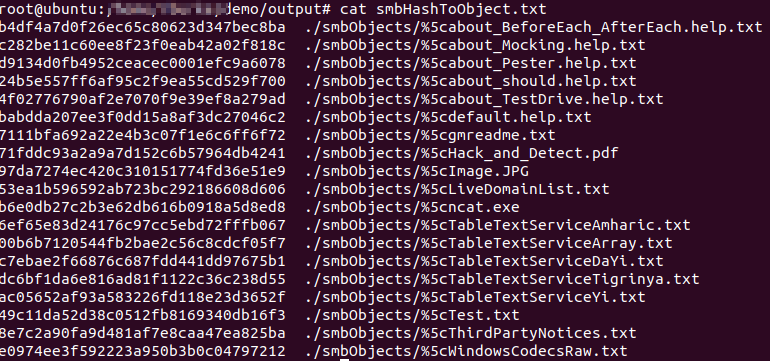 root@ubuntu: demo/output# cat smbHashToObject.txt
b4df4a7d0f26ec65c80623d347bec8ba ./smbObjects/%5cabout_BeforeEach_AfterEach.help.txt
c282be11c60ee8f23f0eab42a02f818c ./smbObjects/%5cabout_Mocking.help.txt
d9134d0fb4952ceacec0001efc9a6078 ./smbObjects/%5cabout_Pester.help.txt
24b5e557ff6af95c2f9ea55cd529f700 ./smbObjects/%5cabout_should.help.txt
4f02776790af2e7070f9e39ef8a279ad ./smbObjects/%5cabout_TestDrive.help.txt
babdda207ee3f0dd15a8af3dc27046c2 ./smbObjects/%5cdefault.help.txt
7111bfa692a22e4b3c07f1e6c6ff6f72 ./smbObjects/%5cgmreadme.txt
71fddc93a2a9a7d152c6b57964db4241 ./smbObjects/%5cHack_and_Detect.pdf
97da7274ec420c310151774fd36e51e9 ./smbObjects/%5cImage.JPG
53ea1b596592ab723bc292186608d606 ./smbObjects/%5cLiveDomainList.txt
b6e0db27c2b3e62db616b0918a5d8ed8 ./smbObjects/%5cncat.exe
6ef65e83d24176c97cc5ebd72fffb067 ./smbObjects/%5cTableTextServiceAmharic.txt
00b6b7120544fb2bae2c56c8cdcf05f7 ./smbObjects/%5cTableTextServiceArray.txt
c7ebae2f66876c687fdd441dd97675b1 ./smbObjects/%5cTableTextServiceDaYi.txt
dc6bf1da6e816ad81f1122c36c238d55 ./smbObjects/%5cTableTextServiceTigrinya.txt
ac05652af93a583226fd118e23d3652f ./smbObjects/%5cTableTextServiceYi.txt
49c11da52d38c0512fb8169340db16f3 ./smbObjects/%5cTest.txt
8e7c2a90fa9d481af7e8caa47ea825ba ./smbObjects/%5cThirdPartyNotices.txt
e0974ee3f592223a950b3b0c04797212 ./smbObjects/%5cWindowsCodecsRaw.txt